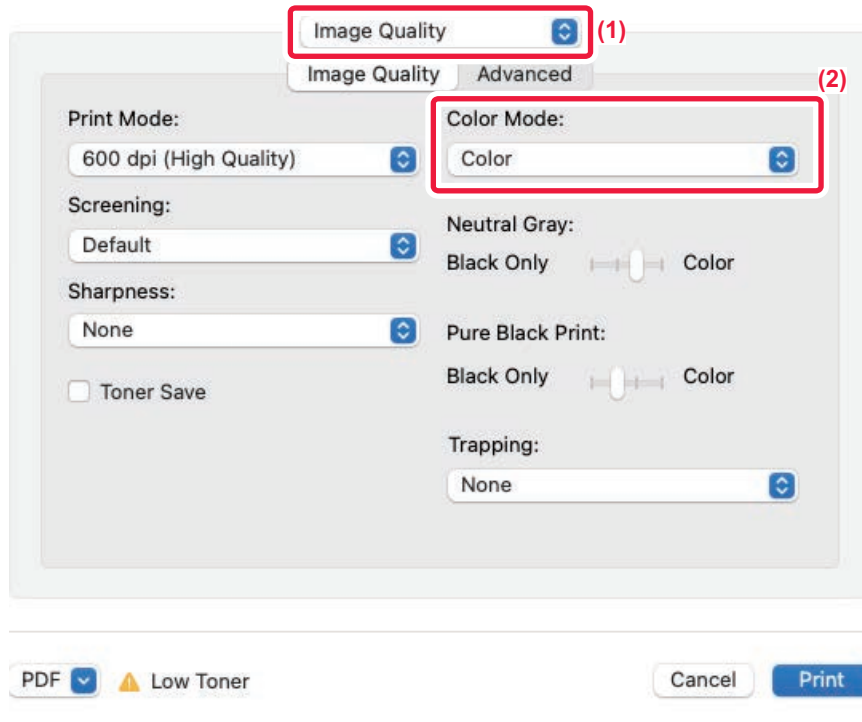 Image Quality
(1)
Image Quality
Advanced
(2)
Print Mode:
600 dpi (High Quality)
Screening:
Default
Sharpness:
None
Toner Save
Color Mode:
Color
Neutral Gray:
Black Only
Color
Pure Black Print:
Black Only
Color
Trapping:
None
PDF
Low Toner
Cancel
Print